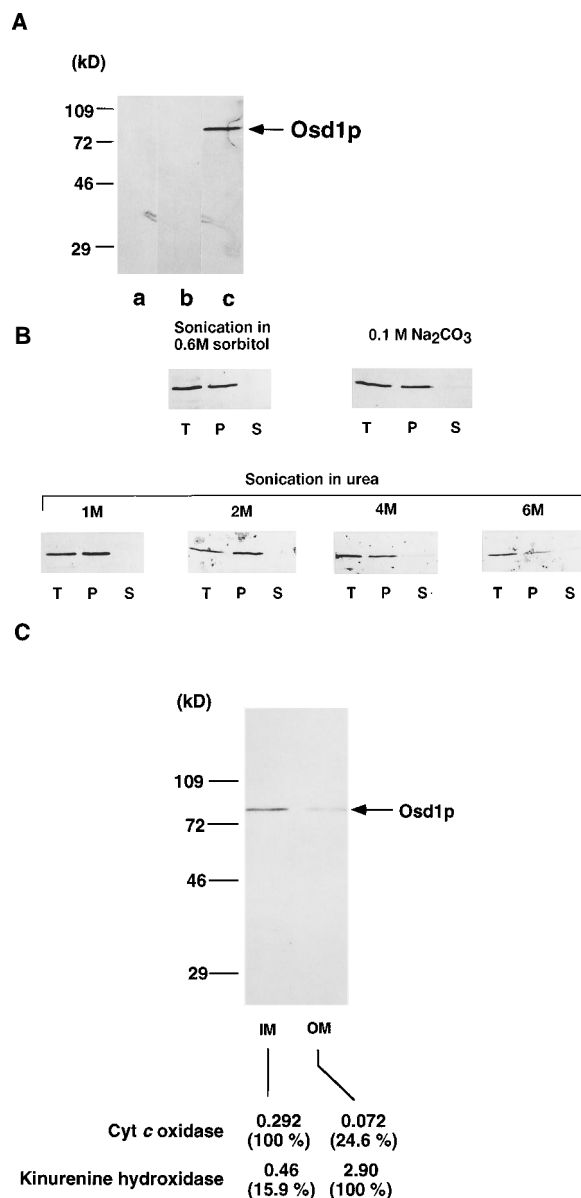 A
(kD)
109
72
46
29
Osd1p
a b c
B
Sonication in
0.6M sorbitol
0.1 M Na2CO3
T P S
T P S
Sonication in urea
1M 2M 4M 6M
T P S
T P S
T P S
T P S
C
(kD)
109
72
46
29
Osd1p
IM OM
Cyt c oxidase 0.292 0.072
(100 %) (24.6 %)
Kinurenine hydroxidase 0.46 2.90
(15.9 %) (100 %)